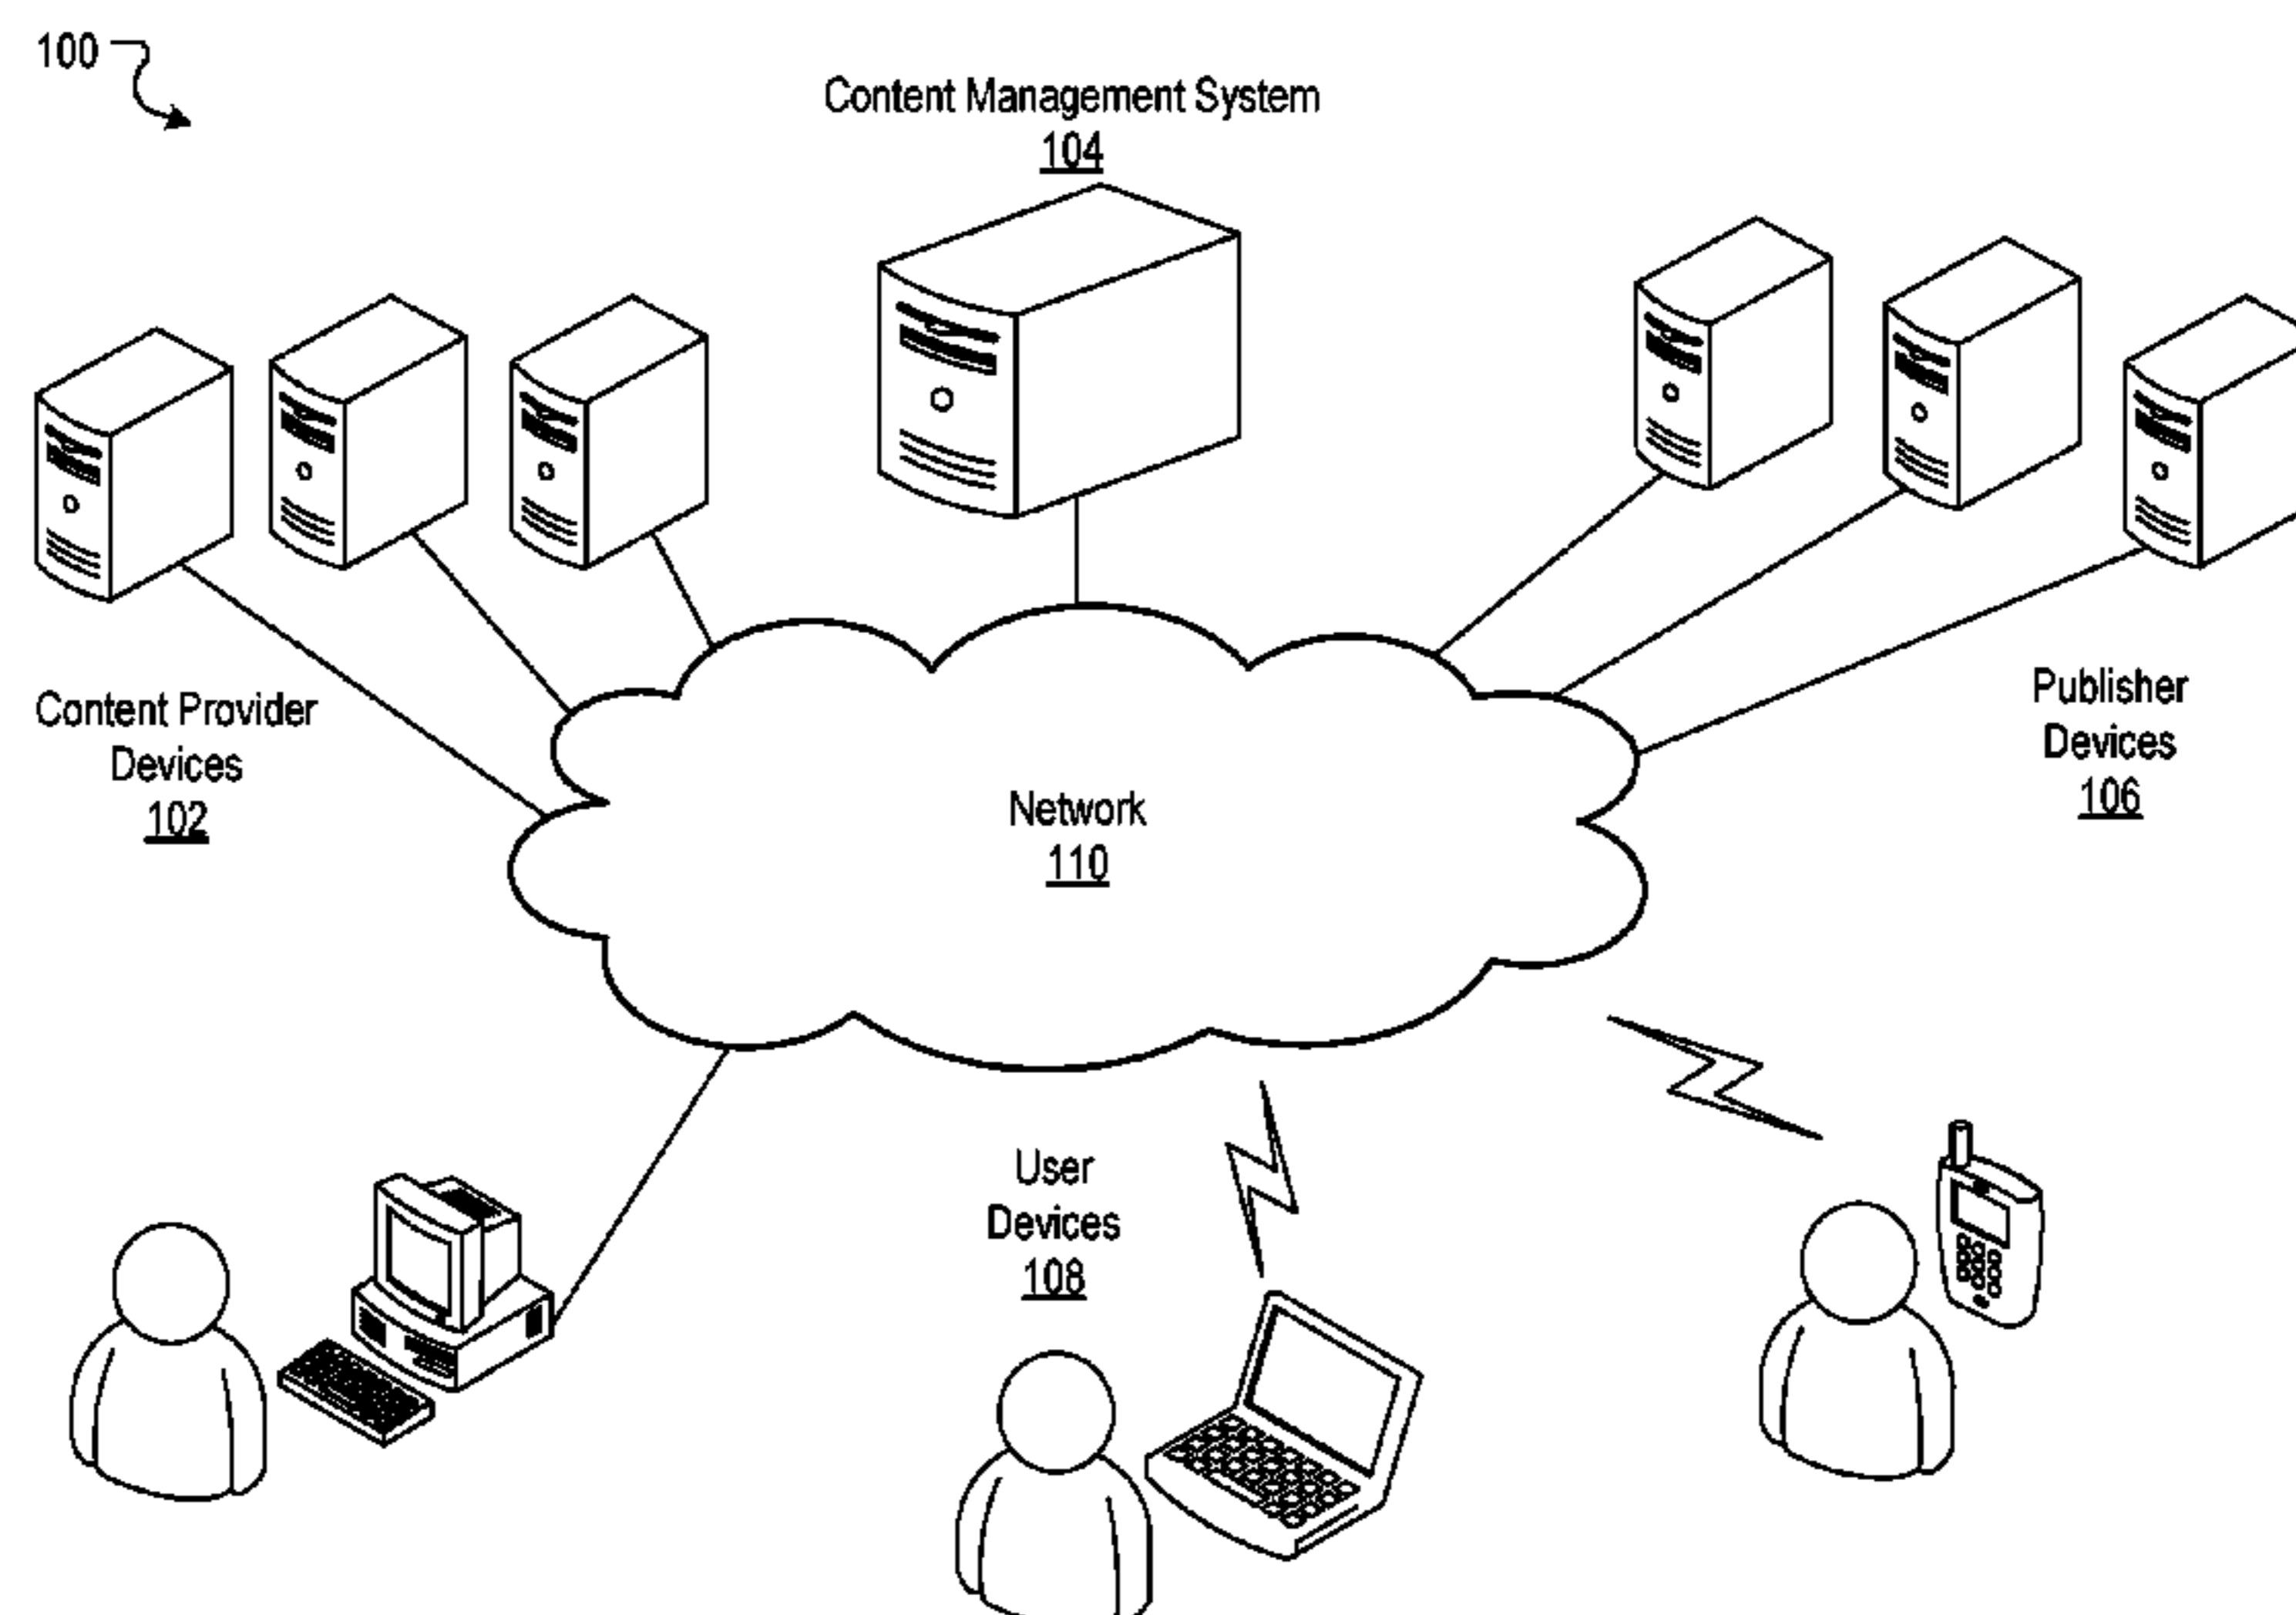 100
Content Management System
104
Content Provider
Devices
102
Publisher
Devices
106
Network
110
User
Devices
108